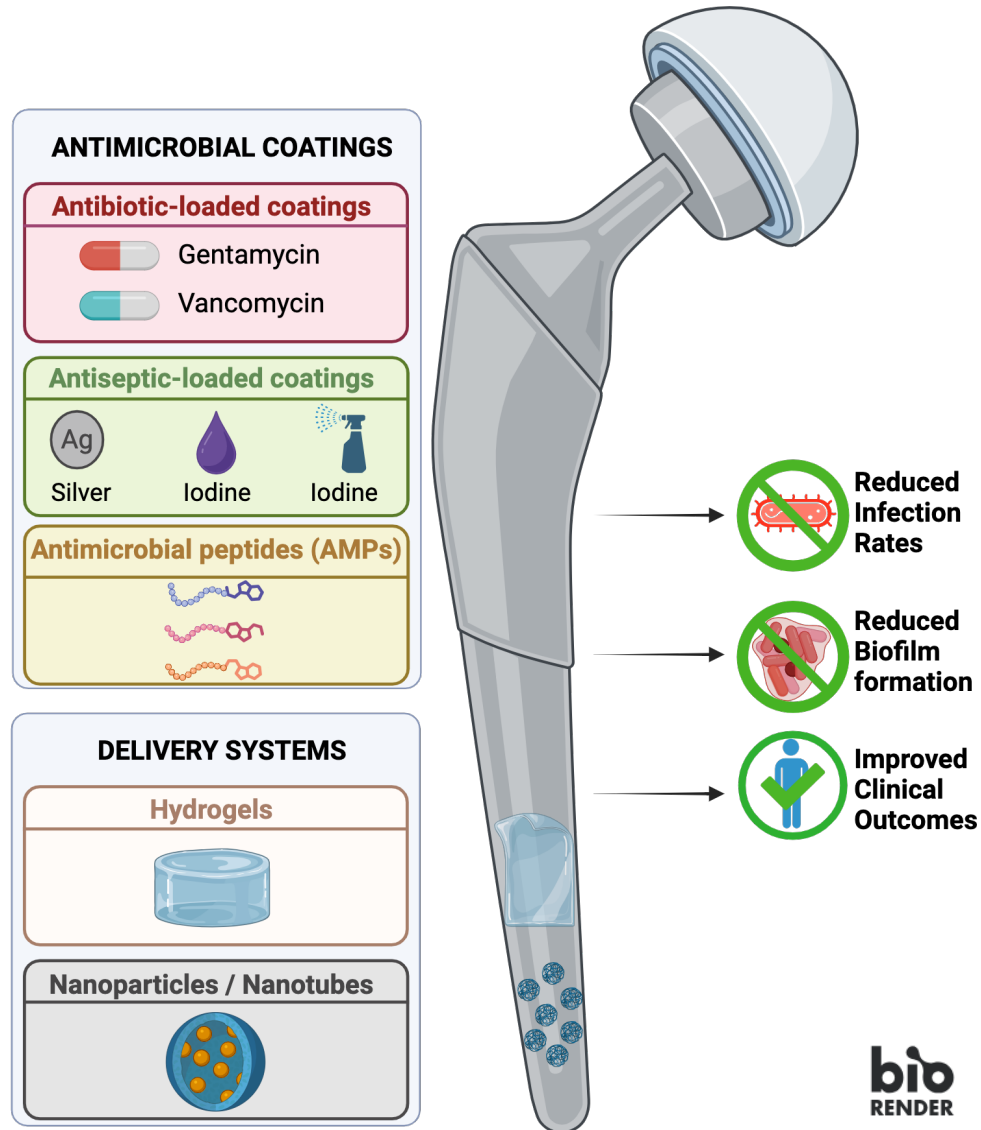 ANTIMICROBIAL COATINGS
Antibiotic-loaded coatings
Gentamycin
Vancomycin
Antiseptic-loaded coatings
Ag
Silver
Iodine
Iodine
Antimicrobial peptides (AMPs)
DELIVERY SYSTEMS
Hydrogels
Nanoparticles / Nanotubes
Reduced
Infection
Rates
Reduced
Biofilm
formation
Improved
Clinical
Outcomes
bio
RENDER